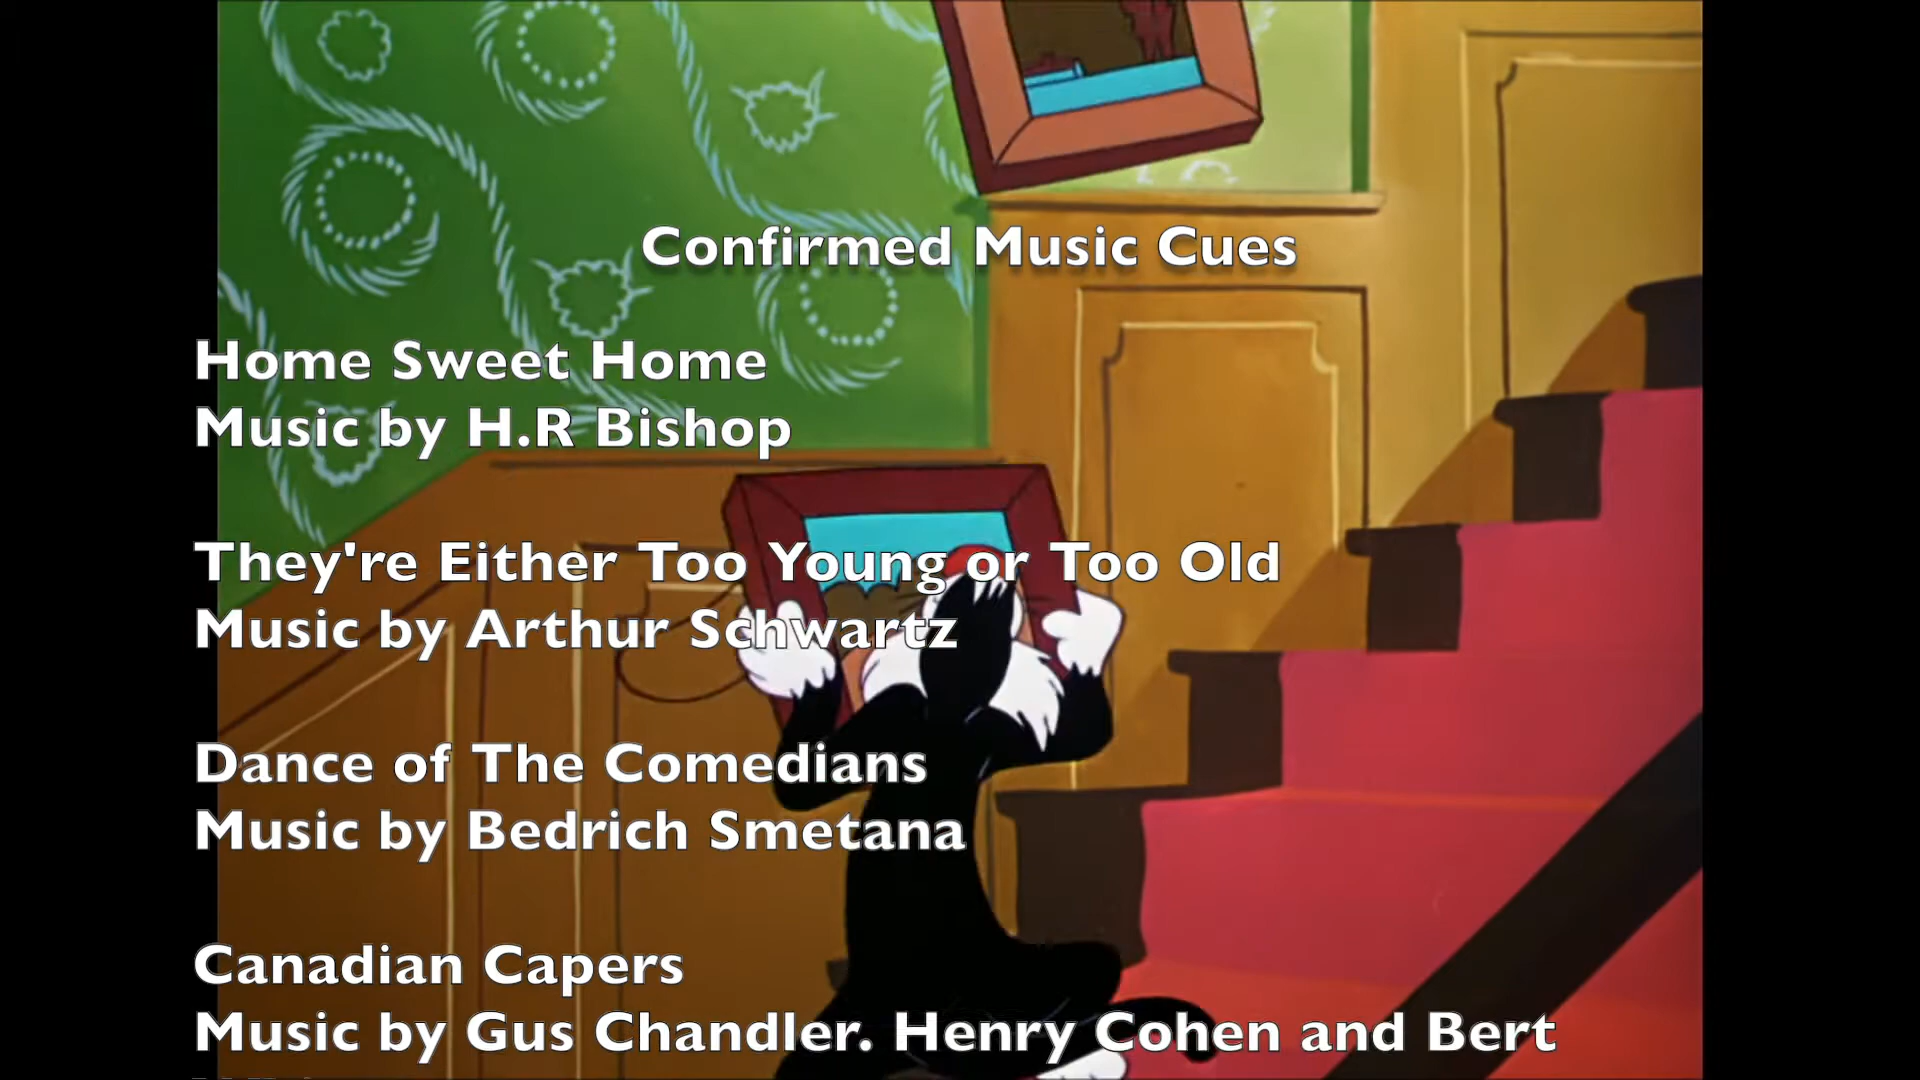 Confirmed Music Cues
Home Sweet Home
Music by H.R Bishop
They're Either Too Young or Too Old
Music by Arthur Schwartz
Dance of The Comedians
Music by Bedrich Smetana
Canadian Capers
Music by Gus Chandler. Henry Cohen and Bert